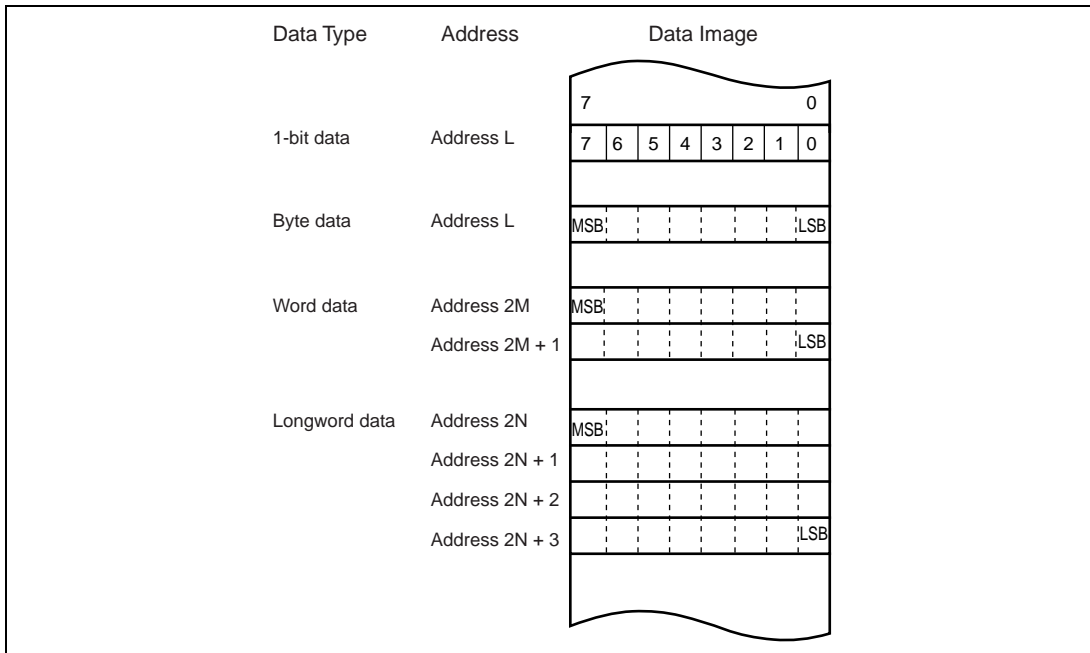 Data Type Address Data Image
7 0
1-bit data Address L 7 6 5 4 3 2 1 0
Byte data Address L MSB LSB
Word data Address 2M MSB
Address 2M + 1 LSB
Longword data Address 2N MSB
Address 2N + 1
Address 2N + 2
Address 2N + 3 LSB